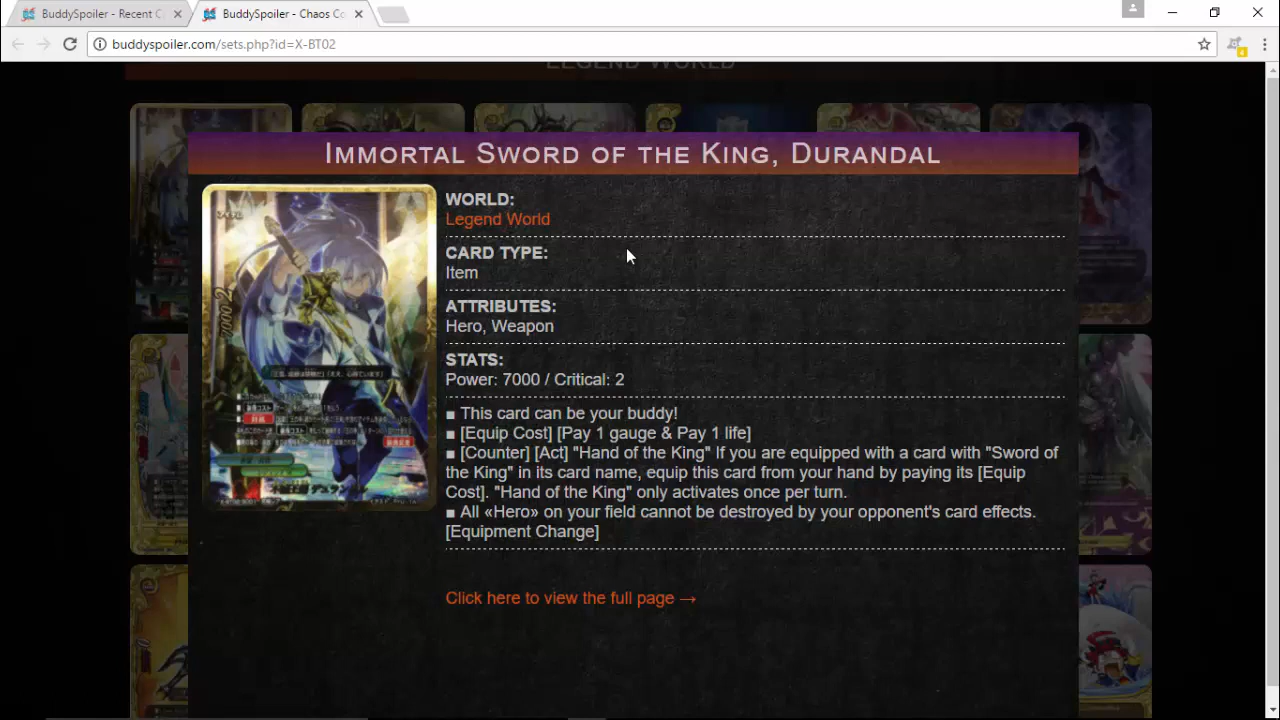 BuddySpoiler - Recent C
BuddySpoiler - Chaos Co
buddyspoiler.com/sets.php?id=X-BT02
4
LEGEND WORLD
IMMORTAL SWORD OF THE KING, DURANDAL
WORLD:
Legend World
CARD TYPE:
Item
ATTRIBUTES:
Hero, Weapon
STATS:
Power: 7000 / Critical: 2
■ This card can be your buddy!
■ [Equip Cost] [Pay 1 gauge & Pay 1 life]
■ [Counter] [Act] "Hand of the King" If you are equipped with a card with "Sword of
the King" in its card name, equip this card from your hand by paying its [Equip
Cost]. "Hand of the King" only activates once per turn.
■ All «Hero» on your field cannot be destroyed by your opponent's card effects.
[Equipment Change]
Click here to view the full page →